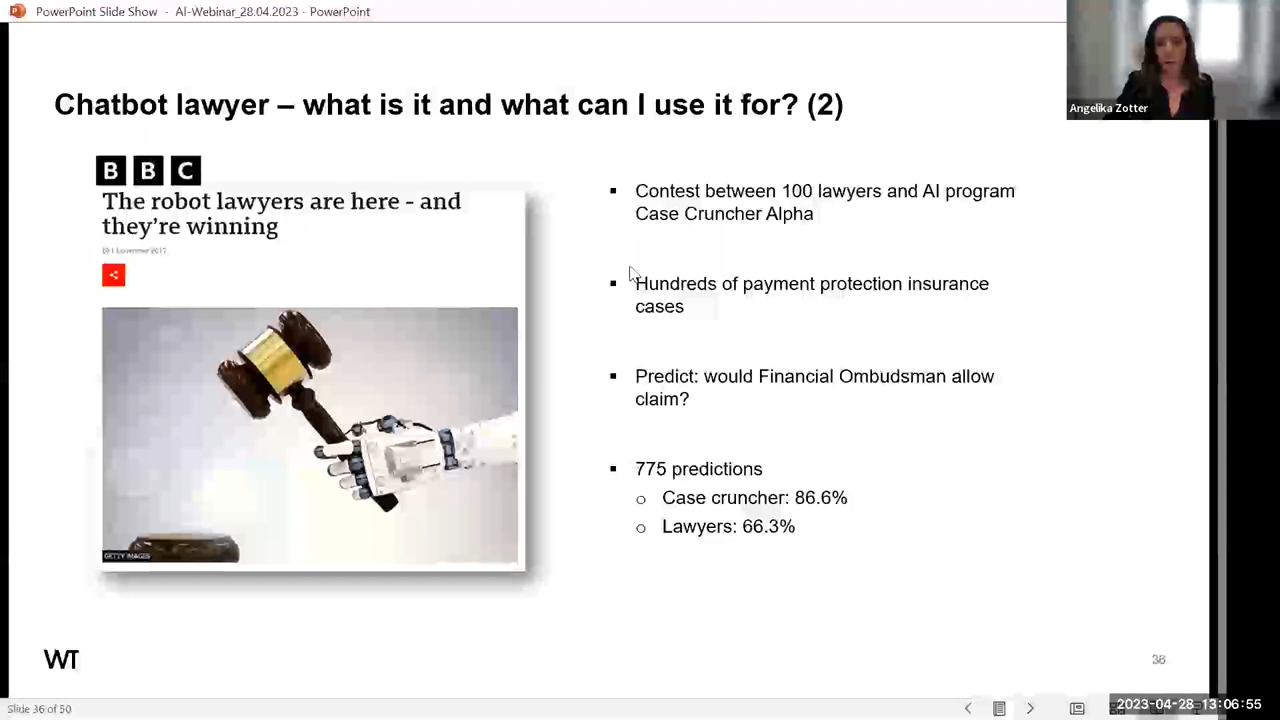 PowerPoint Slide Show - AI-Webinar_28.04.2023 - PowerPoint
Angelika Zotter
Chatbot lawyer – what is it and what can I use it for? (2)
BBC
The robot lawyers are here - and
they're winning
1 November 2017
GETTY IMAGES
▪ Contest between 100 lawyers and AI program
Case Cruncher Alpha
▪ Hundreds of payment protection insurance
cases
▪ Predict: would Financial Ombudsman allow
claim?
▪ 775 predictions
o Case cruncher: 86.6%
o Lawyers: 66.3%
WT
36
Slide 36 of 50
2023-04-28 13:06:55